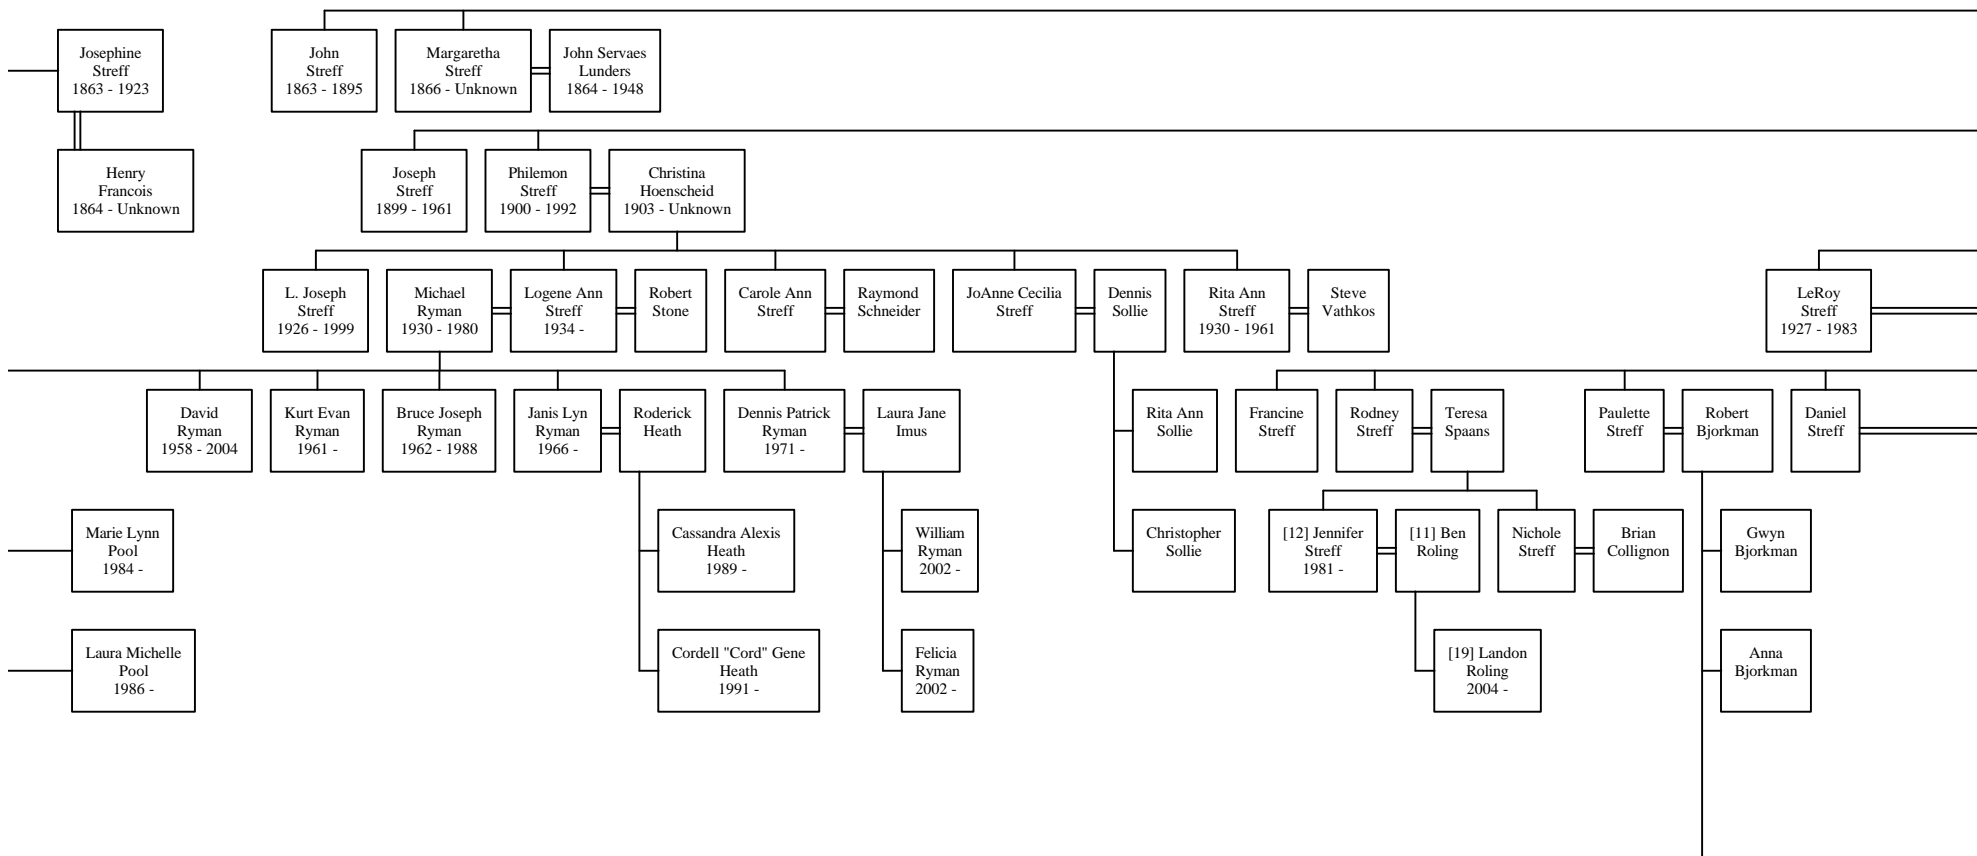 Josephine
Streff
1863 - 1923
John
Streff
1863 - 1895
Margaretha
Streff
1866 - Unknown
John Servaes
Lunders
1864 - 1948
Henry
Francois
1864 - Unknown
Joseph
Streff
1899 - 1961
Philemon
Streff
1900 - 1992
Christina
Hoenscheid
1903 - Unknown
L. Joseph
Streff
1926 - 1999
Michael
Ryman
1930 - 1980
Logene Ann
Streff
1934 -
Robert
Stone
Carole Ann
Streff
Raymond
Schneider
JoAnne Cecilia
Streff
Dennis
Sollie
Rita Ann
Streff
1930 - 1961
Steve
Vathkos
LeRoy
Streff
1927 - 1983
David
Ryman
1958 - 2004
Kurt Evan
Ryman
1961 -
Bruce Joseph
Ryman
1962 - 1988
Janis Lyn
Ryman
1966 -
Roderick
Heath
Dennis Patrick
Ryman
1971 -
Laura Jane
Imus
Rita Ann
Sollie
Francine
Streff
Rodney
Streff
Teresa
Spaans
Paulette
Streff
Robert
Bjorkman
Daniel
Streff
Marie Lynn
Pool
1984 -
Cassandra Alexis
Heath
1989 -
William
Ryman
2002 -
Christopher
Sollie
[12] Jennifer
Streff
1981 -
[11] Ben
Roling
Nichole
Streff
Brian
Collignon
Gwyn
Bjorkman
Laura Michelle
Pool
1986 -
Cordell "Cord" Gene
Heath
1991 -
Felicia
Ryman
2002 -
[19] Landon
Roling
2004 -
Anna
Bjorkman